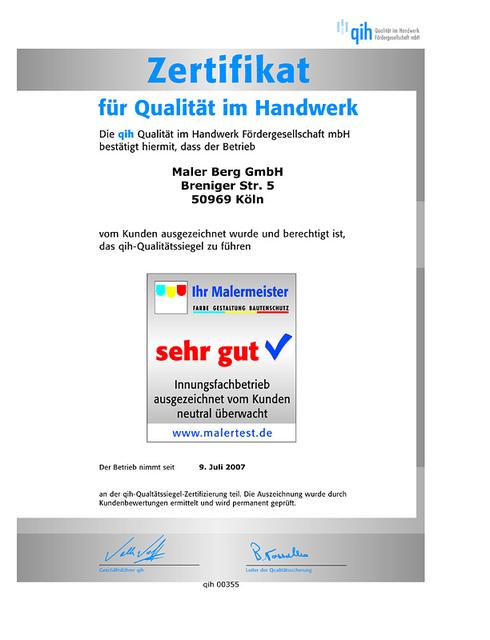 qih Qualität im Handwerk
Fördergesellschaft mbH
Zertifikat
für Qualität im Handwerk
Die qih Qualität im Handwerk Fördergesellschaft mbH
bestätigt hiermit, dass der Betrieb
Maler Berg GmbH
Breniger Str. 5
50969 Köln
vom Kunden ausgezeichnet wurde und berechtigt ist,
das qih-Qualitätssiegel zu führen
Ihr Malermeister
FARBE GESTALTUNG BAUTENSCHUTZ
sehr gut
Innungsfachbetrieb
ausgezeichnet vom Kunden
neutral überwacht
www.malertest.de
Der Betrieb nimmt seit 9. Juli 2007
an der qih-Qualtätssiegel-Zertifizierung teil. Die Auszeichnung wurde durch
Kundenbewertungen ermittelt und wird permanent geprüft.
Geschäftsführer qih Leiter der Qualitätssicherung
qih 00355